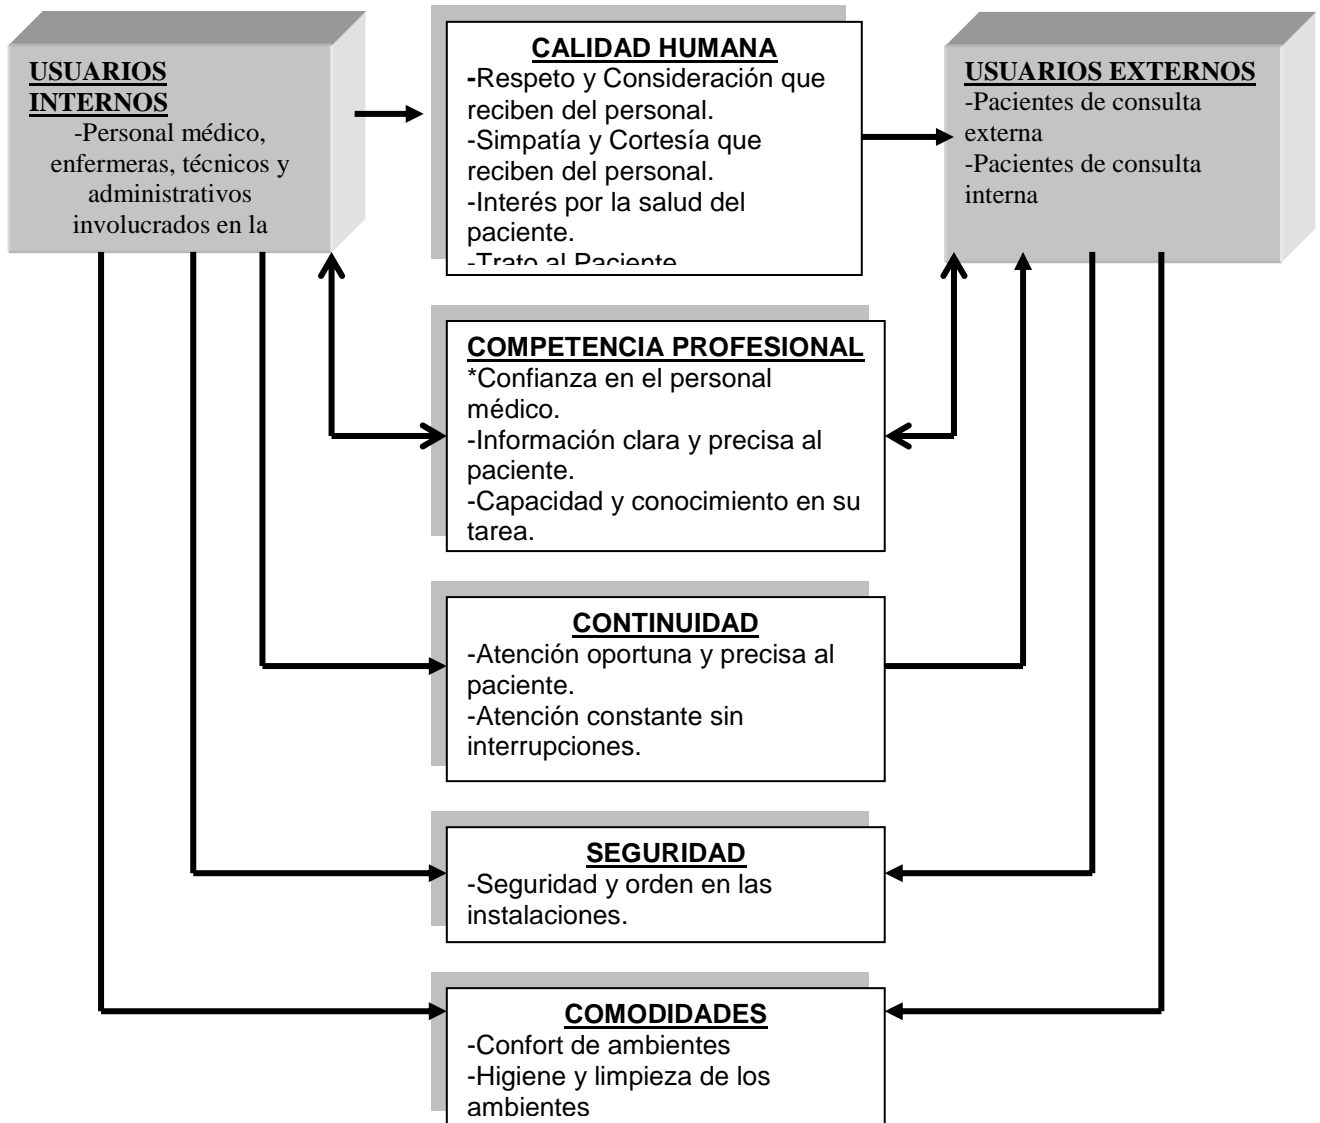 USUARIOS
INTERNOS
-Personal médico,
enfermeras, técnicos y
administrativos
involucrados en la
CALIDAD HUMANA
-Respeto y Consideración que
reciben del personal.
-Simpatía y Cortesía que
reciben del personal.
-Interés por la salud del
paciente.
-Trato al Paciente
USUARIOS EXTERNOS
-Pacientes de consulta
externa
-Pacientes de consulta
interna
COMPETENCIA PROFESIONAL
*Confianza en el personal
médico.
-Información clara y precisa al
paciente.
-Capacidad y conocimiento en su
tarea.
CONTINUIDAD
-Atención oportuna y precisa al
paciente.
-Atención constante sin
interrupciones.
SEGURIDAD
-Seguridad y orden en las
instalaciones.
COMODIDADES
-Confort de ambientes
-Higiene y limpieza de los
ambientes